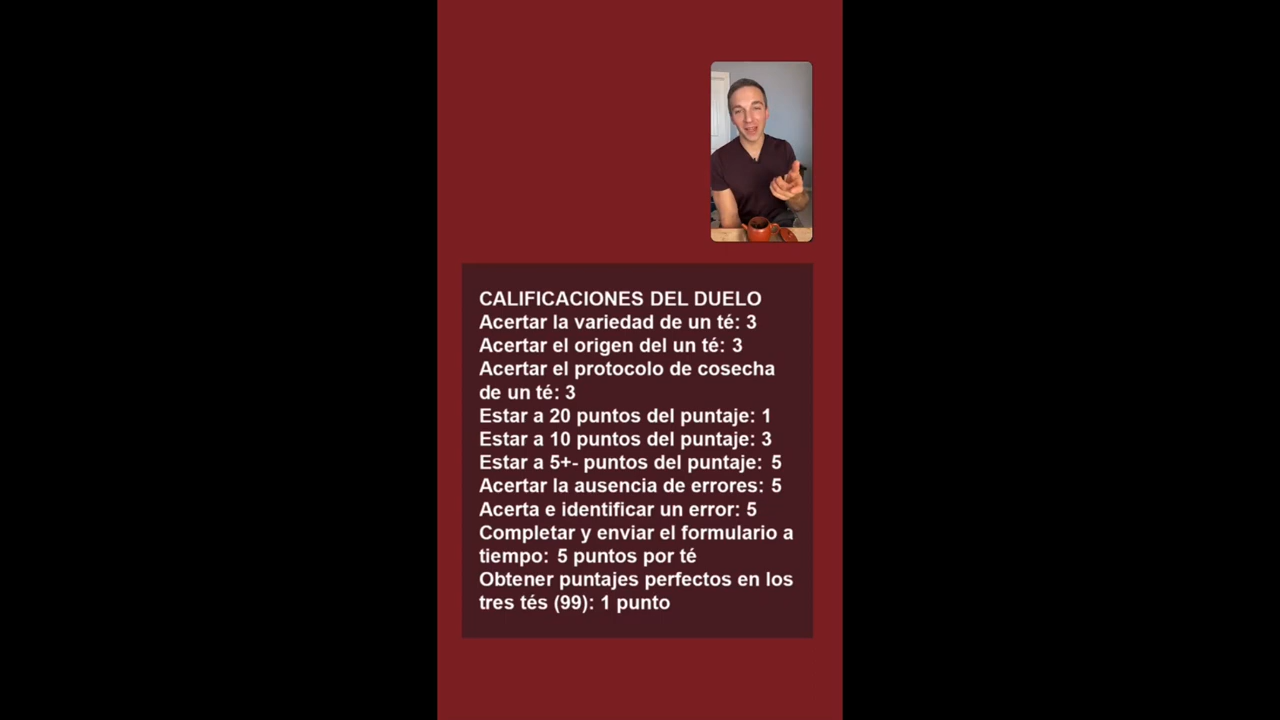 CALIFICACIONES DEL DUELO
Acertar la variedad de un té: 3
Acertar el origen del un té: 3
Acertar el protocolo de cosecha
de un té: 3
Estar a 20 puntos del puntaje: 1
Estar a 10 puntos del puntaje: 3
Estar a 5+- puntos del puntaje: 5
Acertar la ausencia de errores: 5
Acerta e identificar un error: 5
Completar y enviar el formulario a
tiempo: 5 puntos por té
Obtener puntajes perfectos en los
tres tés (99): 1 punto